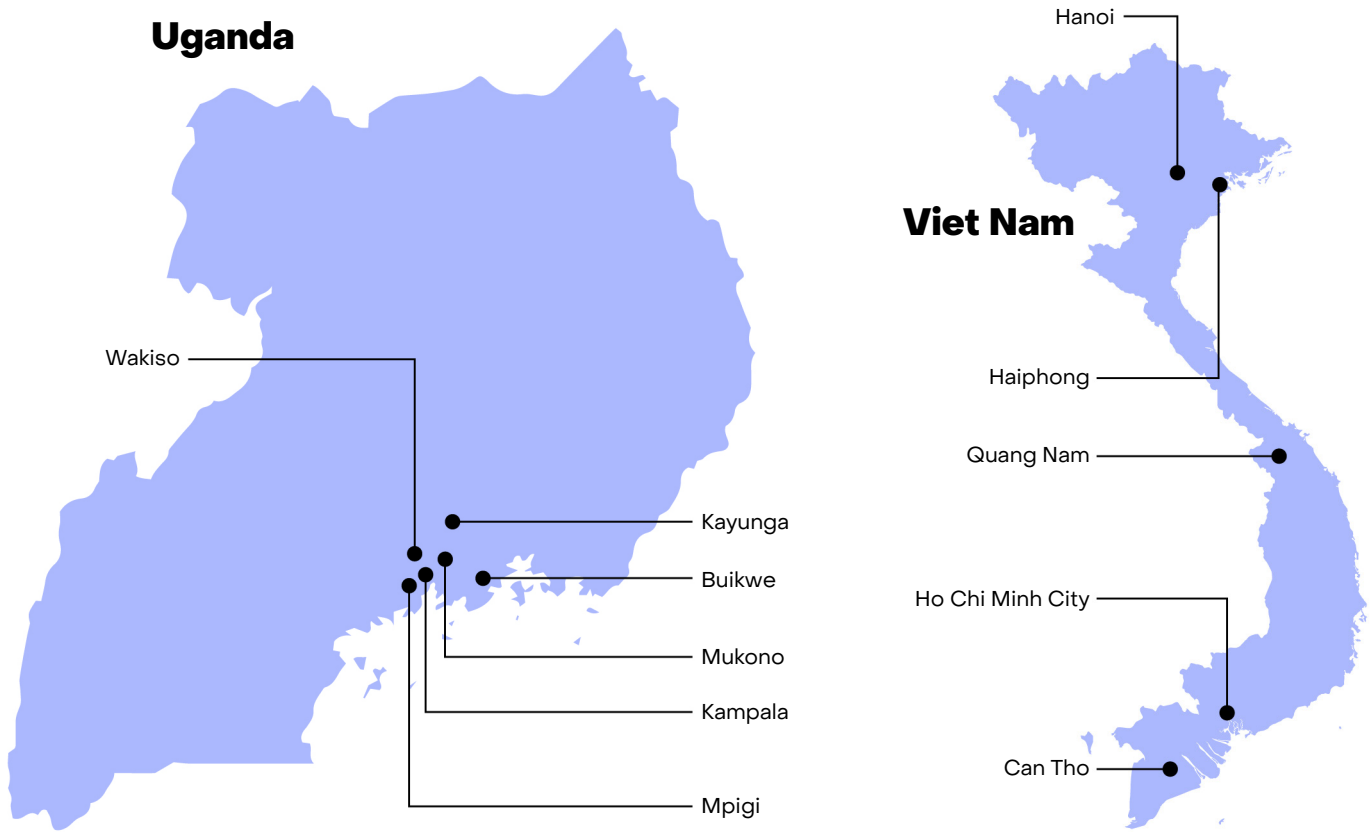 Uganda
Wakiso
Kayunga
Buikwe
Mukono
Kampala
Mpigi
Hanoi
Viet Nam
Haiphong
Quang Nam
Ho Chi Minh City
Can Tho